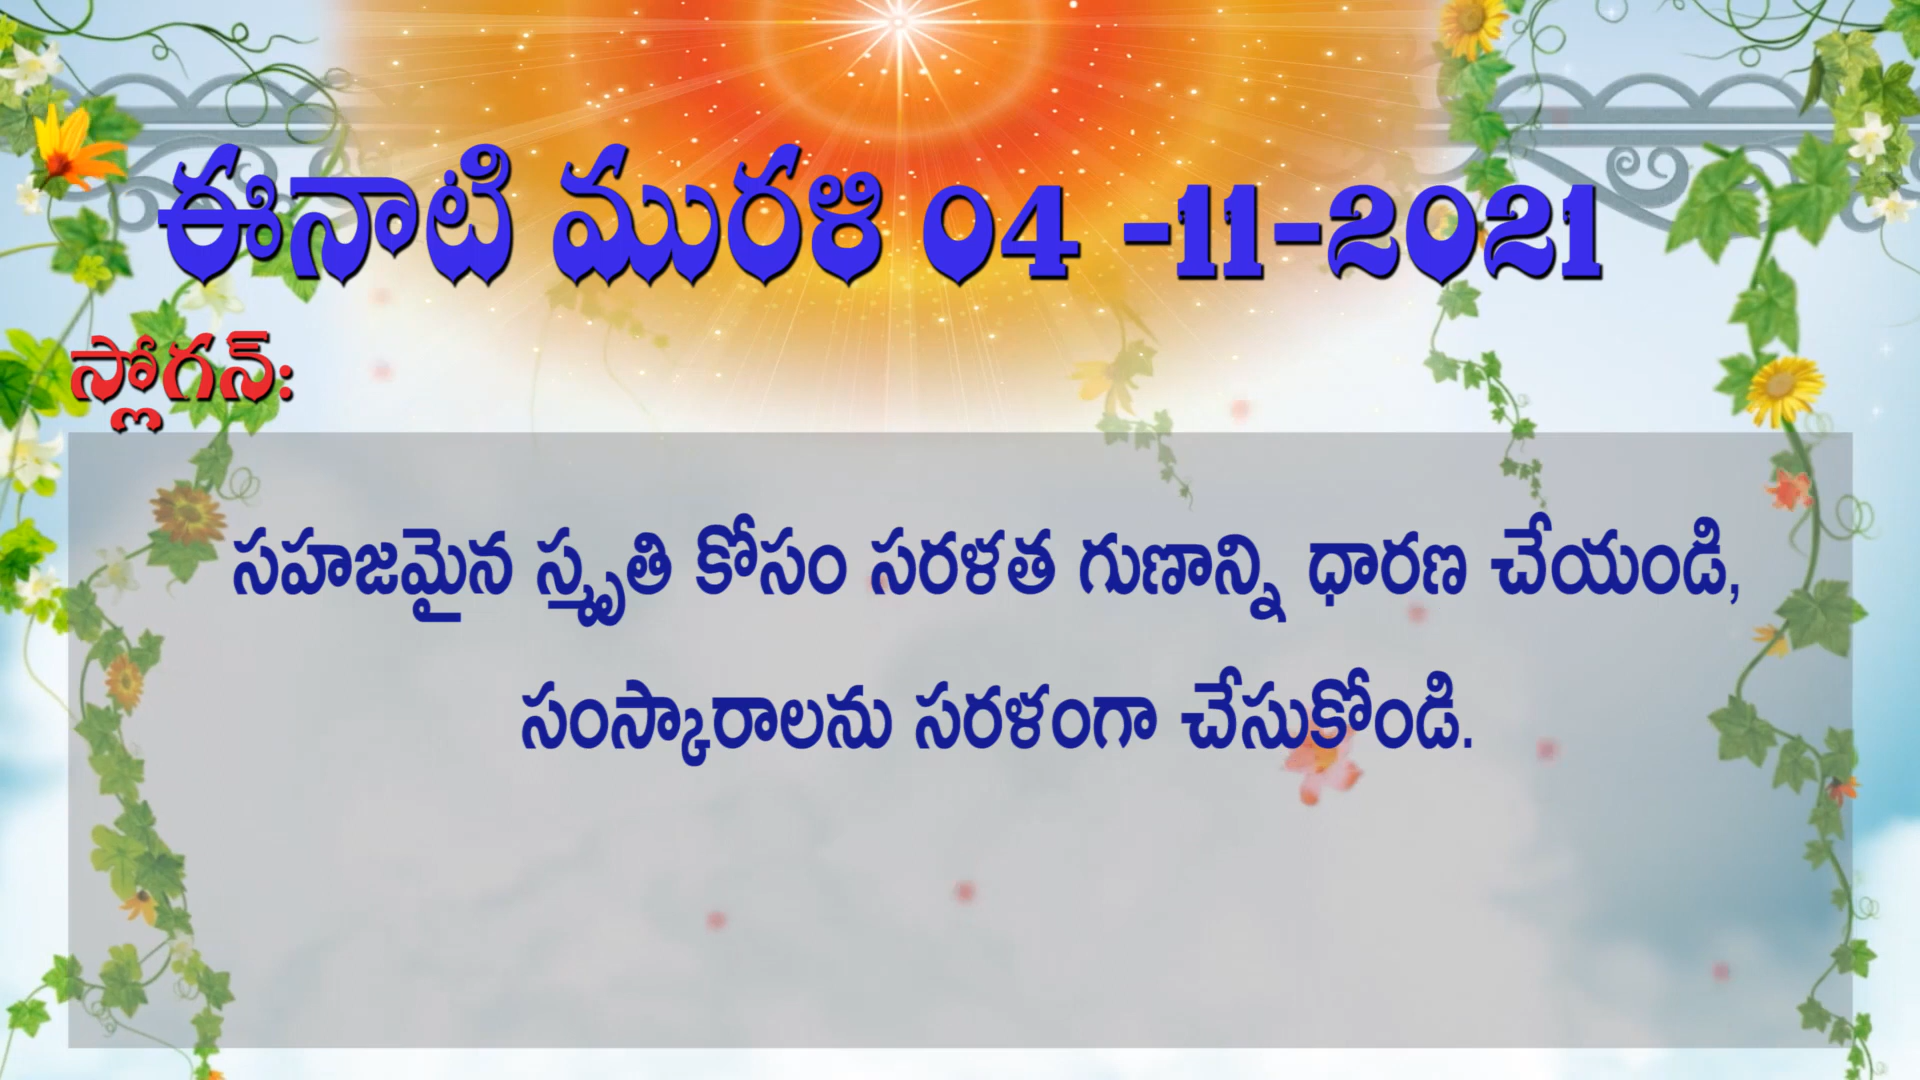 ఈనాటి మురళి 04 -11-2021
స్లోగన్:
సహజమైన స్మృతి కోసం సరళత గుణాన్ని ధారణ చేయండి,
సంస్కారాలను సరళంగా చేసుకోండి.